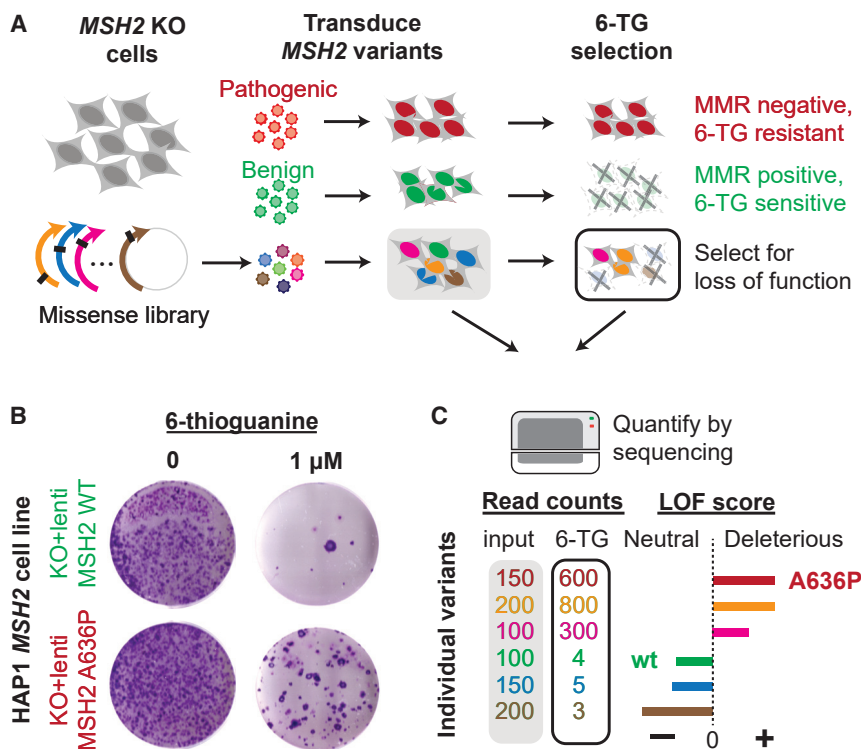 A
MSH2 KO
cells
Transduce
MSH2 variants
6-TG
selection
Pathogenic
MMR negative,
6-TG resistant
Benign
MMR positive,
6-TG sensitive
...
Missense library
Select for
loss of function
B
6-thioguanine
0 1 µM
HAP1 MSH2 cell line
KO+lenti
MSH2 WT
KO+lenti
MSH2 A636P
C
Quantify by
sequencing
Read counts LOF score
input 6-TG Neutral Deleterious
Individual variants
150 600 A636P
200 800
100 300
100 4 wt
150 5
200 3
− 0 +